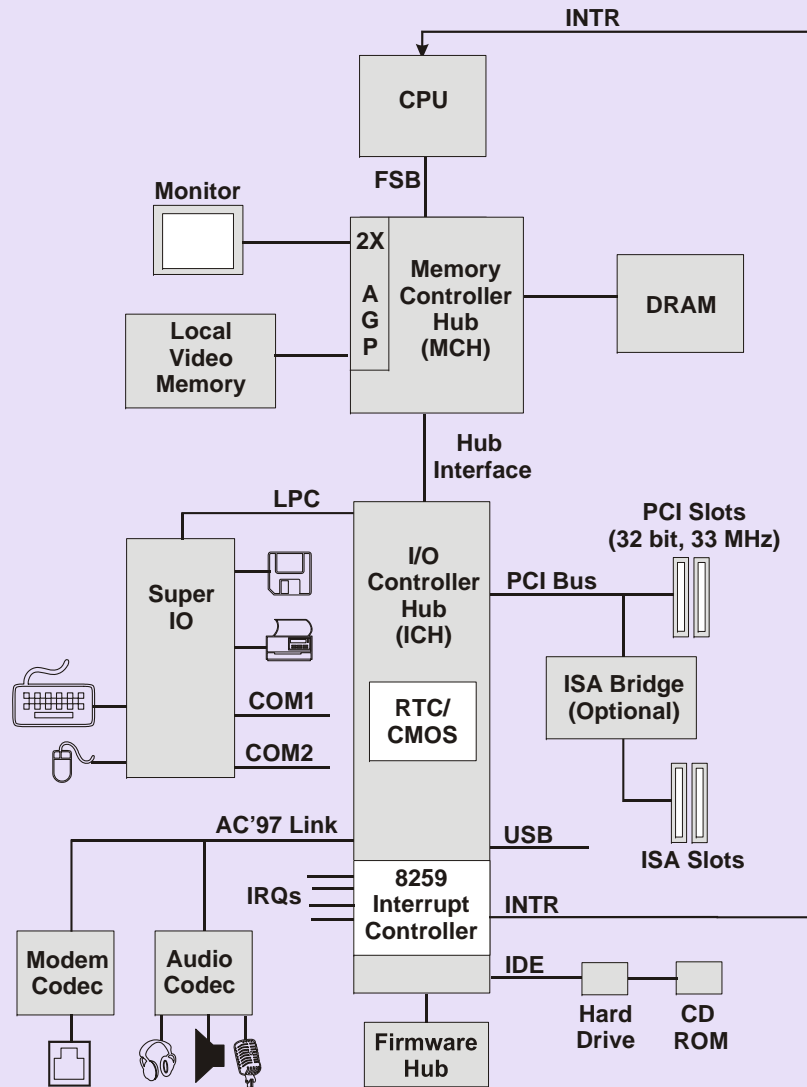 INTR
CPU
FSB
Monitor
2X
A
G
P
Memory
Controller
Hub
(MCH)
DRAM
Local
Video
Memory
Hub
Interface
LPC
PCI Slots
(32 bit, 33 MHz)
I/O
Controller
Hub
(ICH)
PCI Bus
Super
IO
ISA Bridge
(Optional)
RTC/
CMOS
COM1
COM2
AC’97 Link
USB
ISA Slots
IRQs
8259
Interrupt
Controller
INTR
Modem
Codec
Audio
Codec
IDE
Hard
Drive
CD
ROM
Firmware
Hub